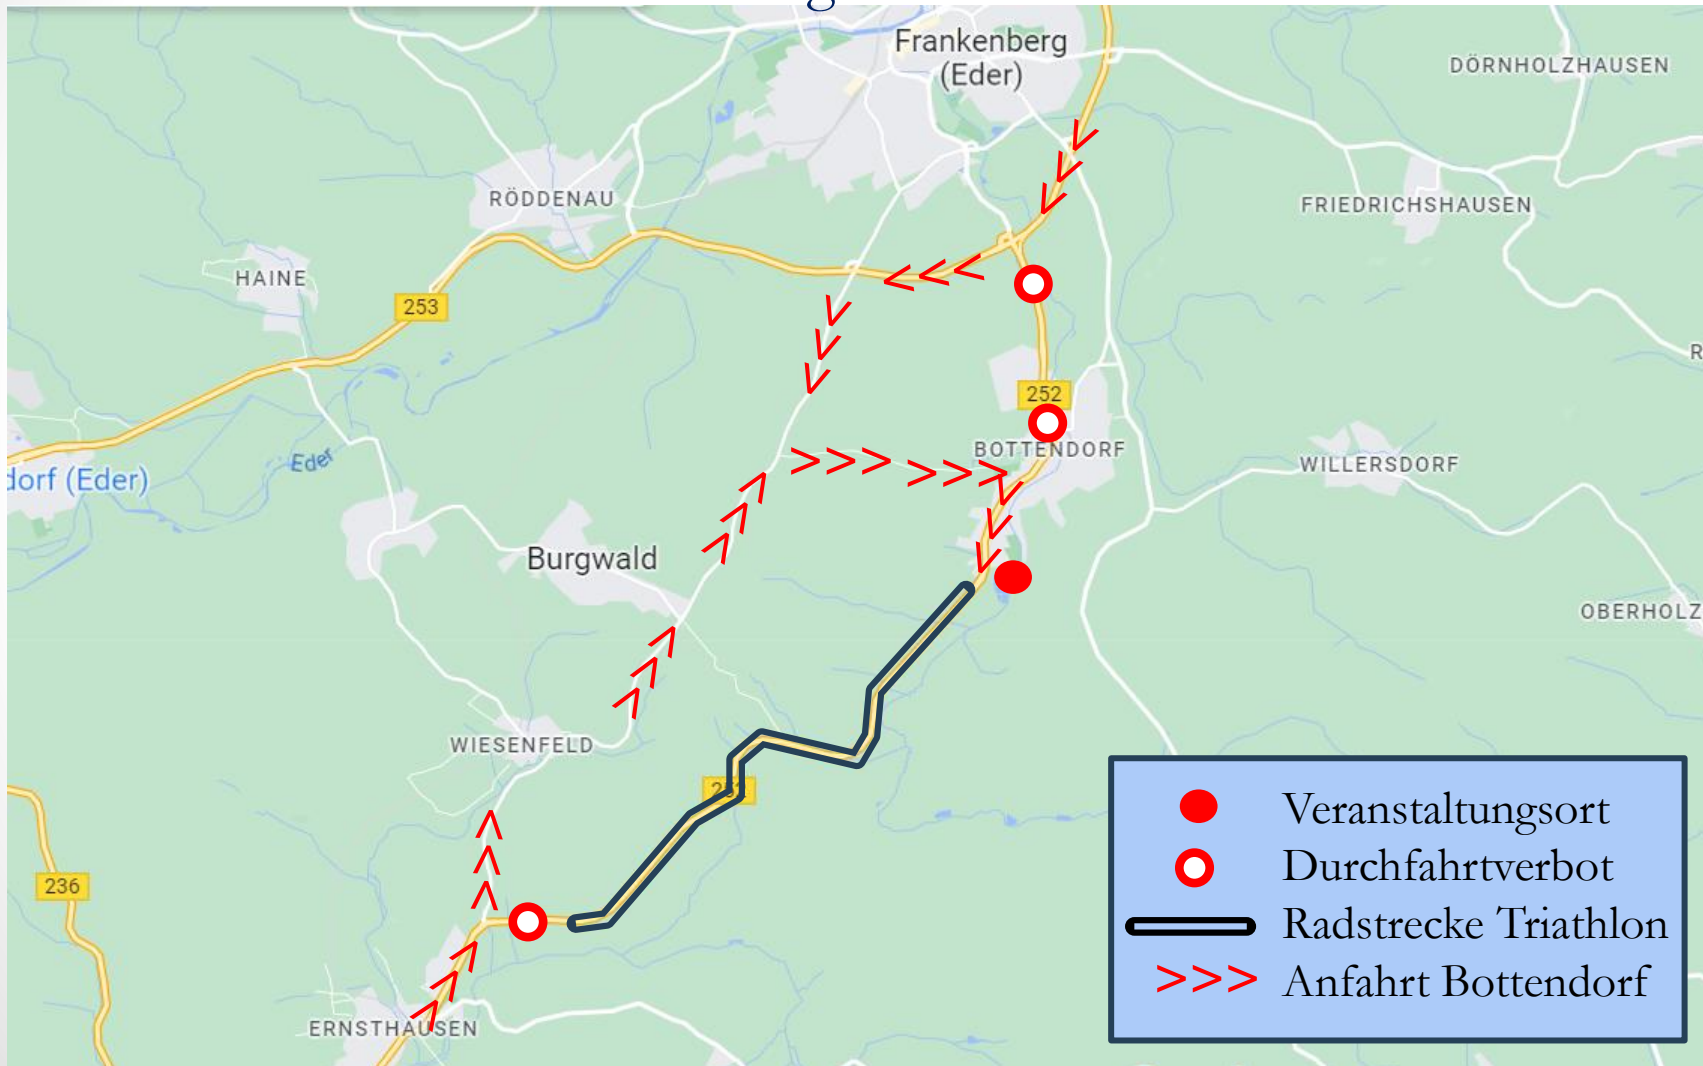 Frankenberg
(Eder)
DÖRNHOLZHAUSEN
RÖDDENAU
FRIEDRICHSHAUSEN
HAINE
253
252
BOTTENDORF
WILLERSDORF
Eder
dorf (Eder)
Burgwald
OBERHOLZ
WIESENFELD
236
ERNSTHAUSEN
Veranstaltungsort
Durchfahrtverbot
Radstrecke Triathlon
>>> Anfahrt Bottendorf